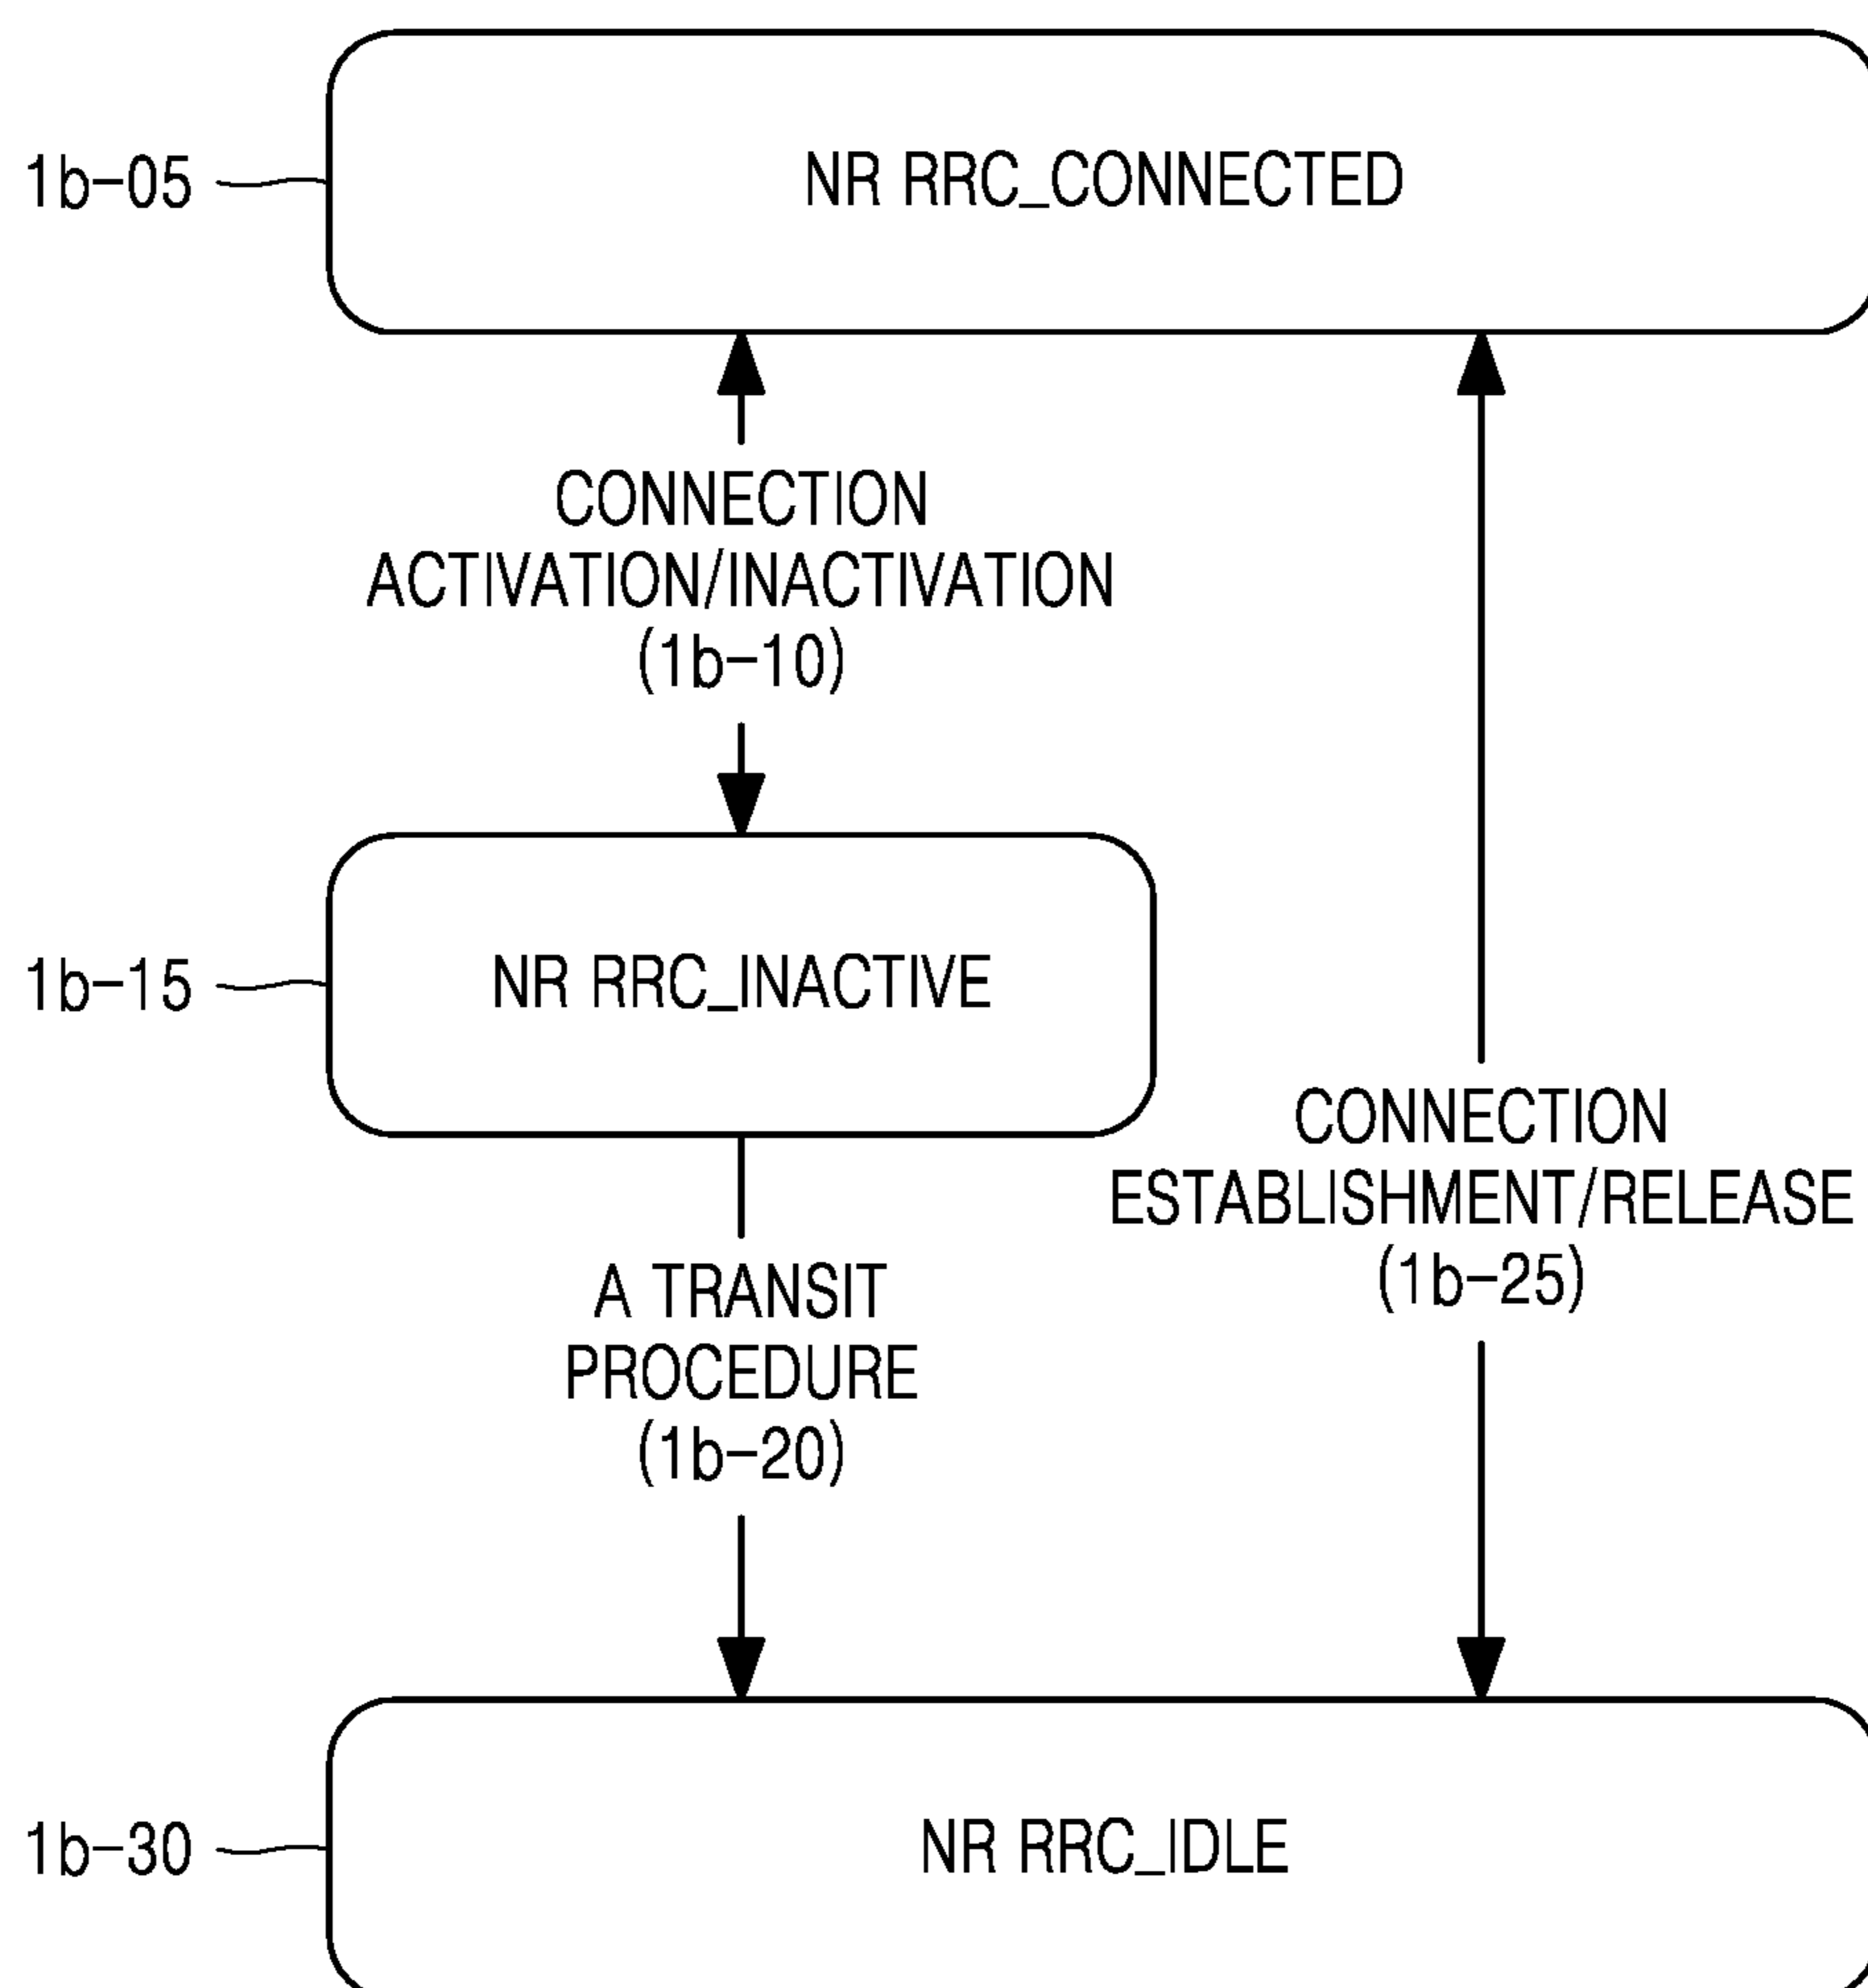 1b-05
NR RRC_CONNECTED
CONNECTION
ACTIVATION/INACTIVATION
(1b-10)
1b-15
NR RRC_INACTIVE
CONNECTION
ESTABLISHMENT/RELEASE
(1b-25)
A TRANSIT
PROCEDURE
(1b-20)
1b-30
NR RRC_IDLE